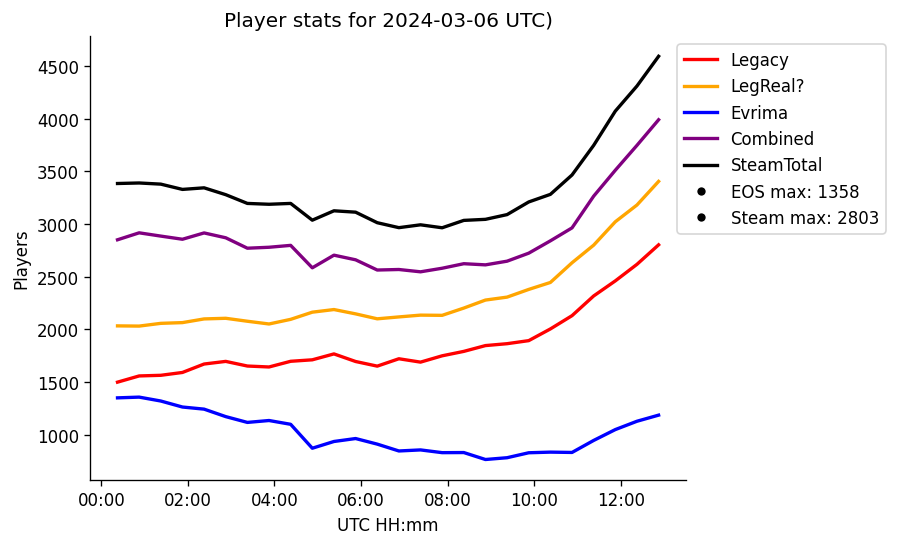 Player stats for 2024-03-06 UTC)
Legacy
LegReal?
Evrima
Combined
SteamTotal
EOS max: 1358
Steam max: 2803
4500
4000
3500
3000
2500
2000
1500
1000
Players
00:00 02:00 04:00 06:00 08:00 10:00 12:00
UTC HH:mm